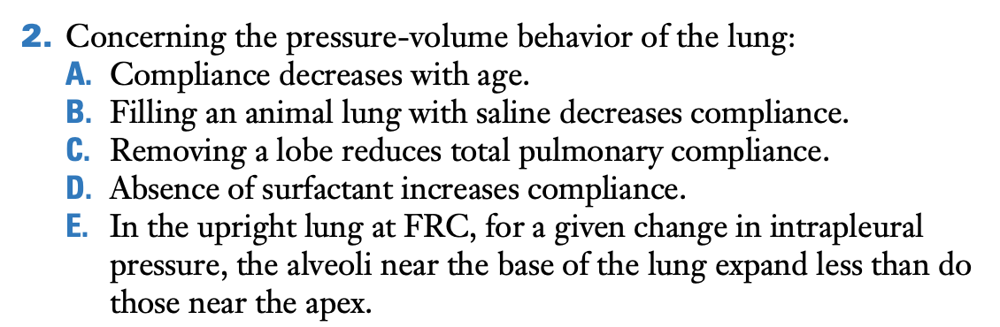 2. Concerning the pressure-volume behavior of the lung:
A. Compliance decreases with age.
B. Filling an animal lung with saline decreases compliance.
C. Removing a lobe reduces total pulmonary compliance.
D. Absence of surfactant increases compliance.
E. In the upright lung at FRC, for a given change in intrapleural
pressure, the alveoli near the base of the lung expand less than do
those near the apex.